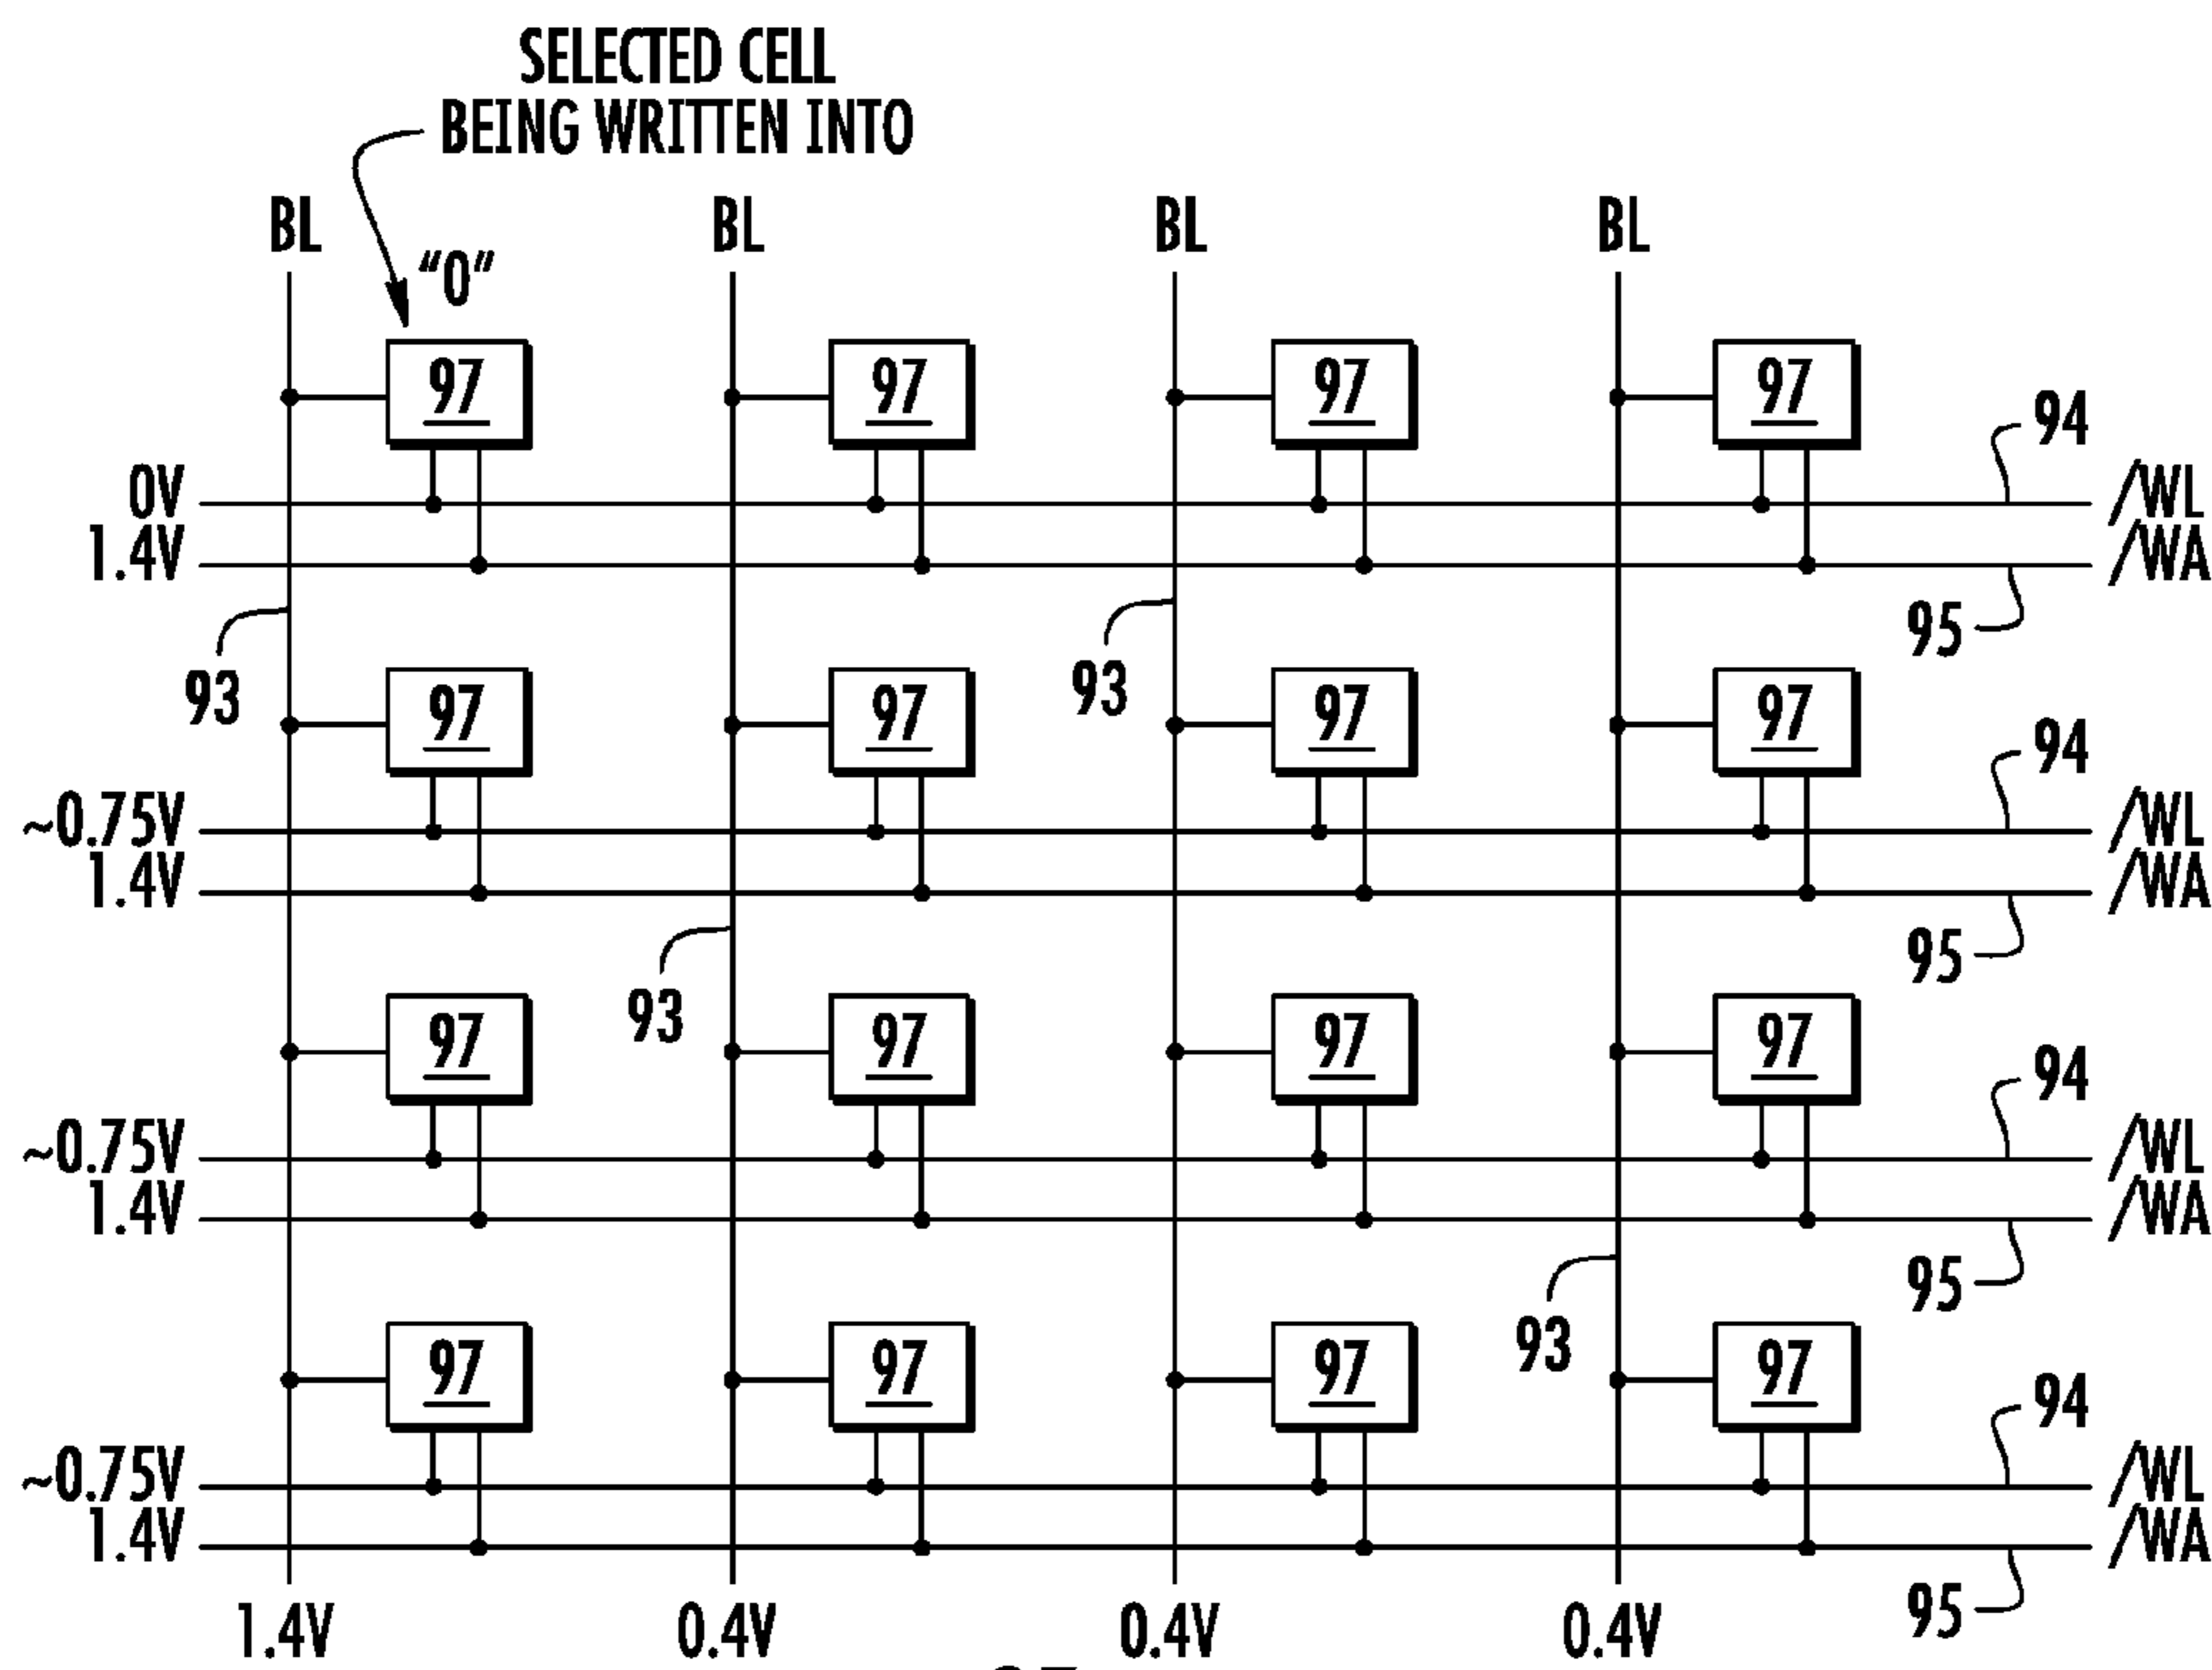 SELECTED CELL
BEING WRITTEN INTO
BL BL BL BL
"0"
97 97 97 97
94
0V /WL
1.4V /WA
95
93 93
97 97 97 97
94
~0.75V /WL
1.4V /WA
95
93
97 97 97 97
94
~0.75V /WL
1.4V /WA
95
93
97 97 97 97
94
~0.75V /WL
1.4V /WA
95
1.4V 0.4V 0.4V 0.4V